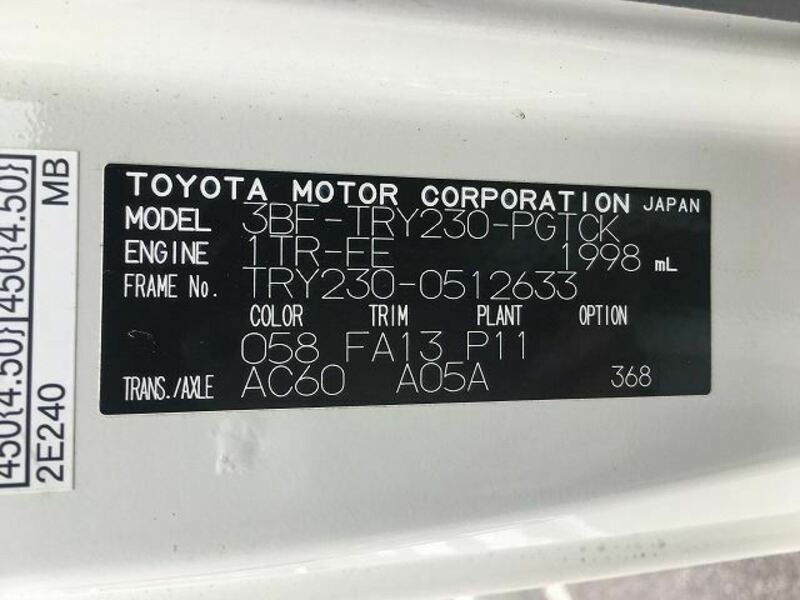 TOYOTA MOTOR CORPORATION JAPAN
MODEL 3BF-TRY230-PGTCK
ENGINE 1TR-FE 1998 mL
FRAME No. TRY230-0512633
COLOR TRIM PLANT OPTION
058 FA13 P11
TRANS./AXLE AC60 A05A 368
450{4.50} 450{4.50}
2E240 MB